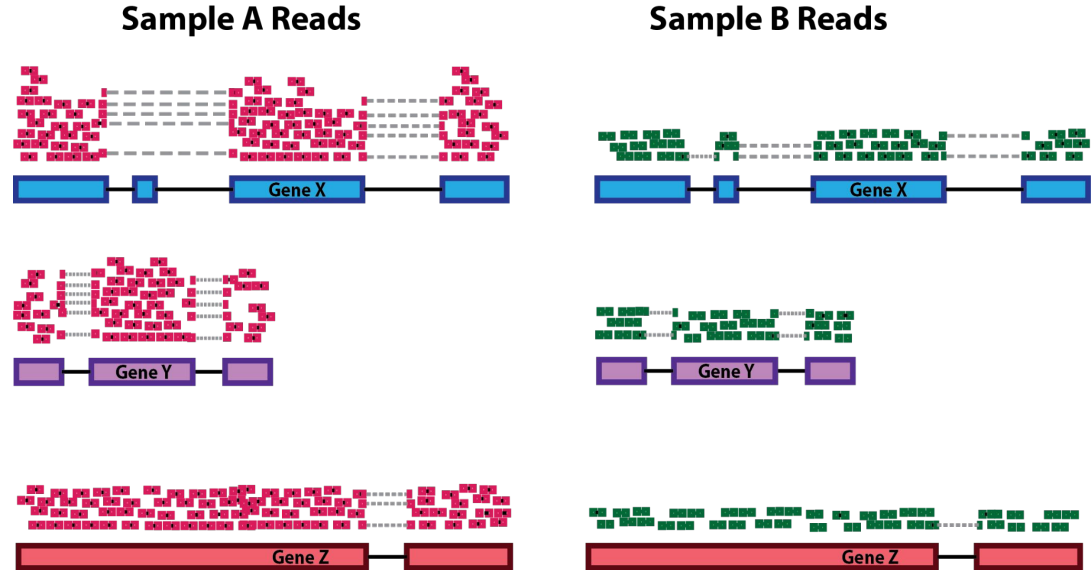 Sample A Reads
Sample B Reads
Gene X
Gene X
Gene Y
Gene Y
Gene Z
Gene Z